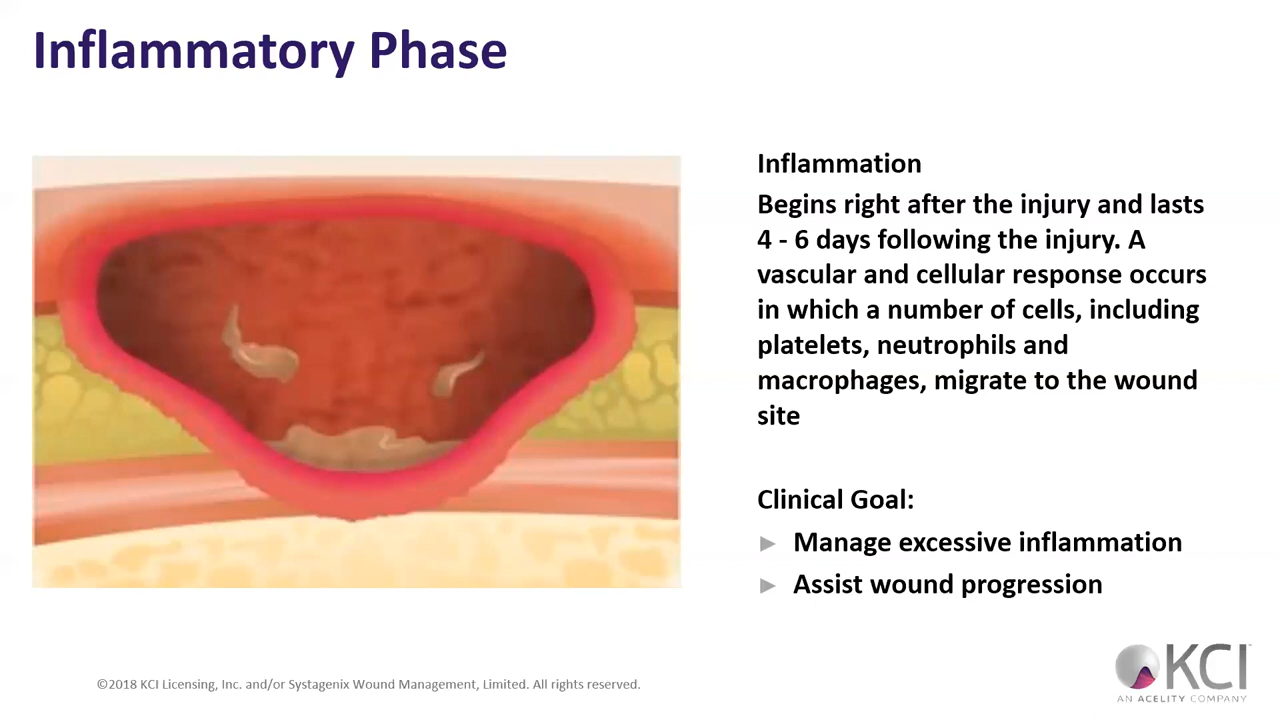 Inflammatory Phase
Inflammation
Begins right after the injury and lasts
4 - 6 days following the injury. A
vascular and cellular response occurs
in which a number of cells, including
platelets, neutrophils and
macrophages, migrate to the wound
site
Clinical Goal:
► Manage excessive inflammation
► Assist wound progression
©2018 KCI Licensing, Inc. and/or Systagenix Wound Management, Limited. All rights reserved.
KCI™
AN ACELITY COMPANY